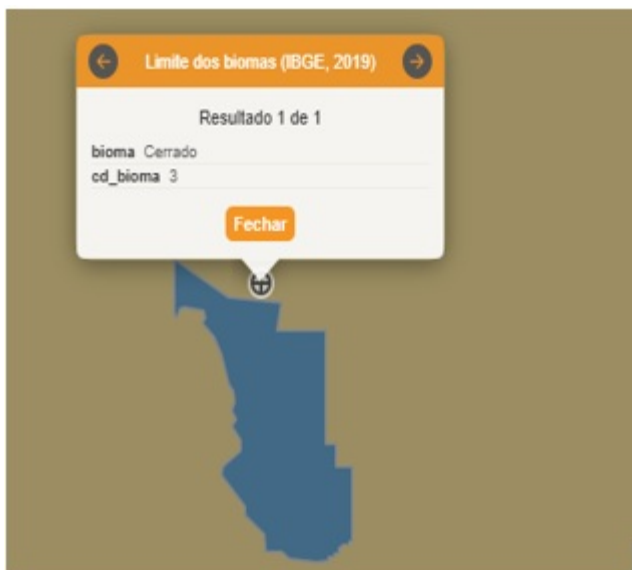 Limite dos biomas (IBGE, 2019)
Resultado 1 de 1
bioma Cerrado
cd_bioma 3
Fechar